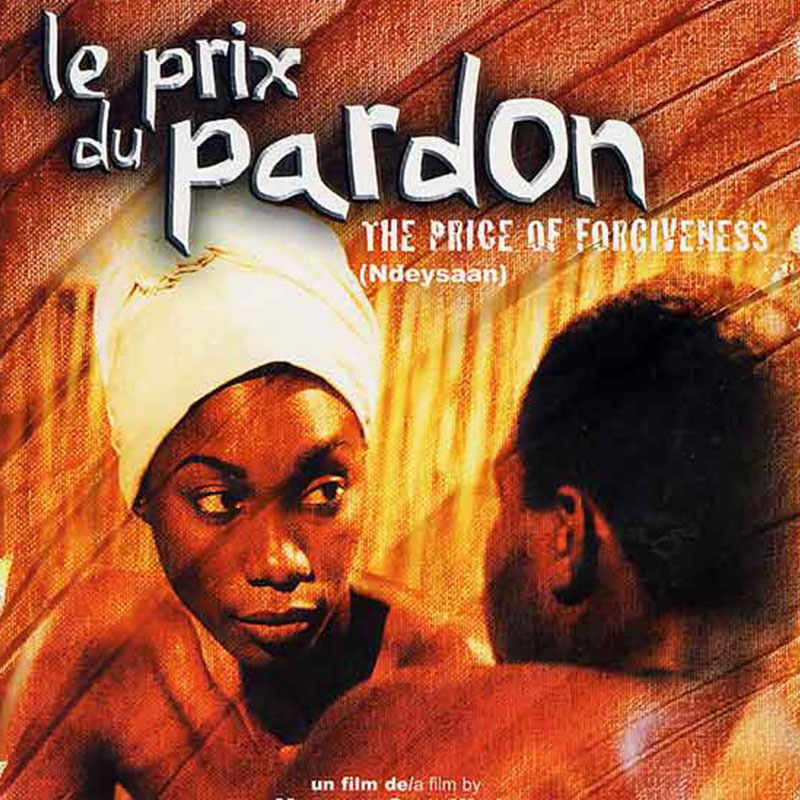 le prix
du pardon
THE PRICE OF FORGIVENESS
(Ndeysaan)
un film de/a film by